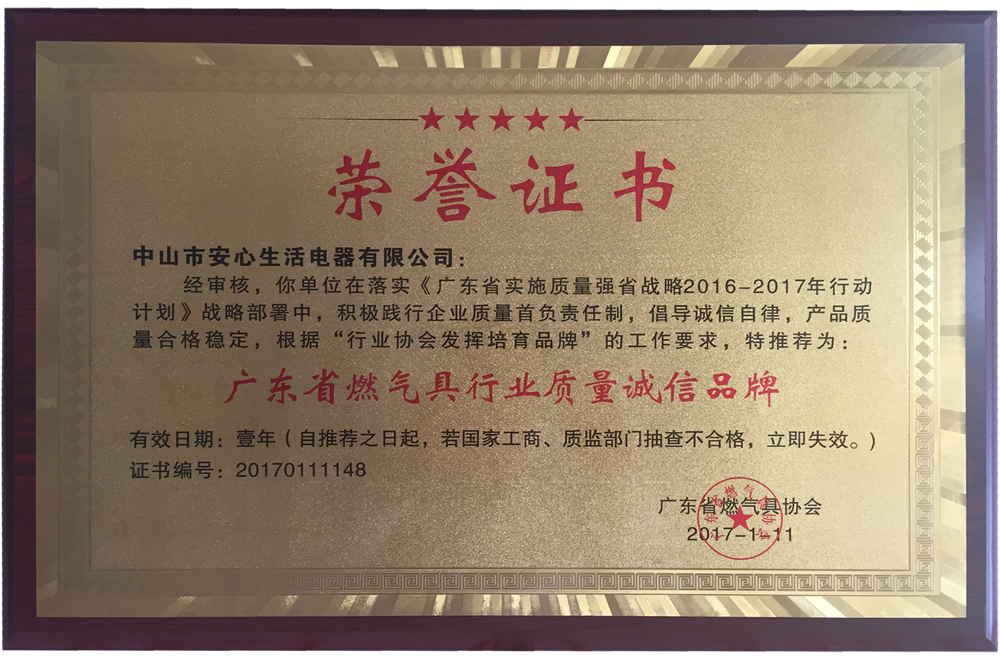 荣誉证书
中山市安心生活电器有限公司：
经审核，你单位在落实《广东省实施质量强省战略2016-2017年行动
计划》战略部署中，积极践行企业质量首负责任制，倡导诚信自律，产品质
量合格稳定，根据“行业协会发挥培育品牌”的工作要求，特推荐为：
广东省燃气具行业质量诚信品牌
有效日期：壹年（自推荐之日起，若国家工商、质监部门抽查不合格，立即失效。）
证书编号：20170111148
广东省燃气具协会
2017-1-11